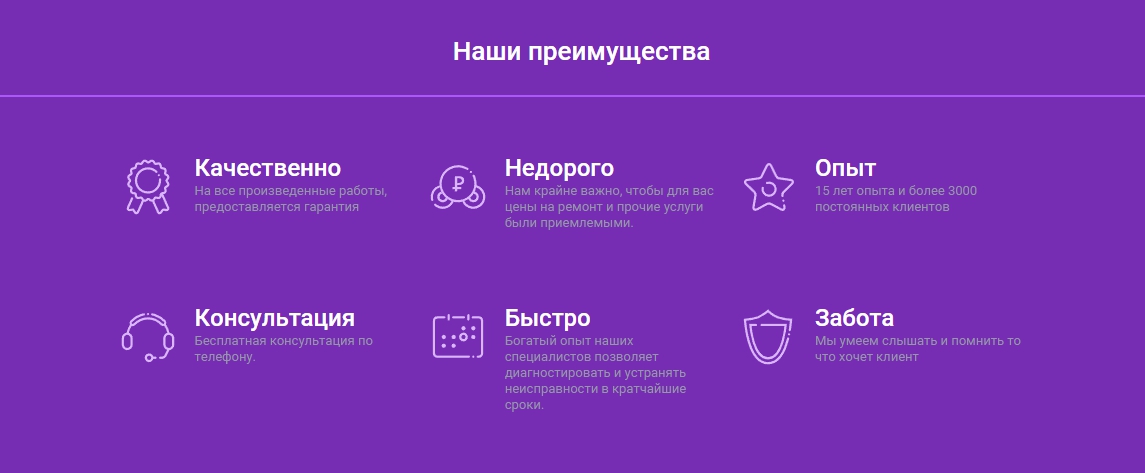 Наши преимущества
Качественно
На все произведенные работы,
предоставляется гарантия
Недорого
Нам крайне важно, чтобы для вас
цены на ремонт и прочие услуги
были приемлемыми.
Опыт
15 лет опыта и более 3000
постоянных клиентов
Консультация
Бесплатная консультация по
телефону.
Быстро
Богатый опыт наших
специалистов позволяет
диагностировать и устранять
неисправности в кратчайшие
сроки.
Забота
Мы умеем слышать и помнить то
что хочет клиент